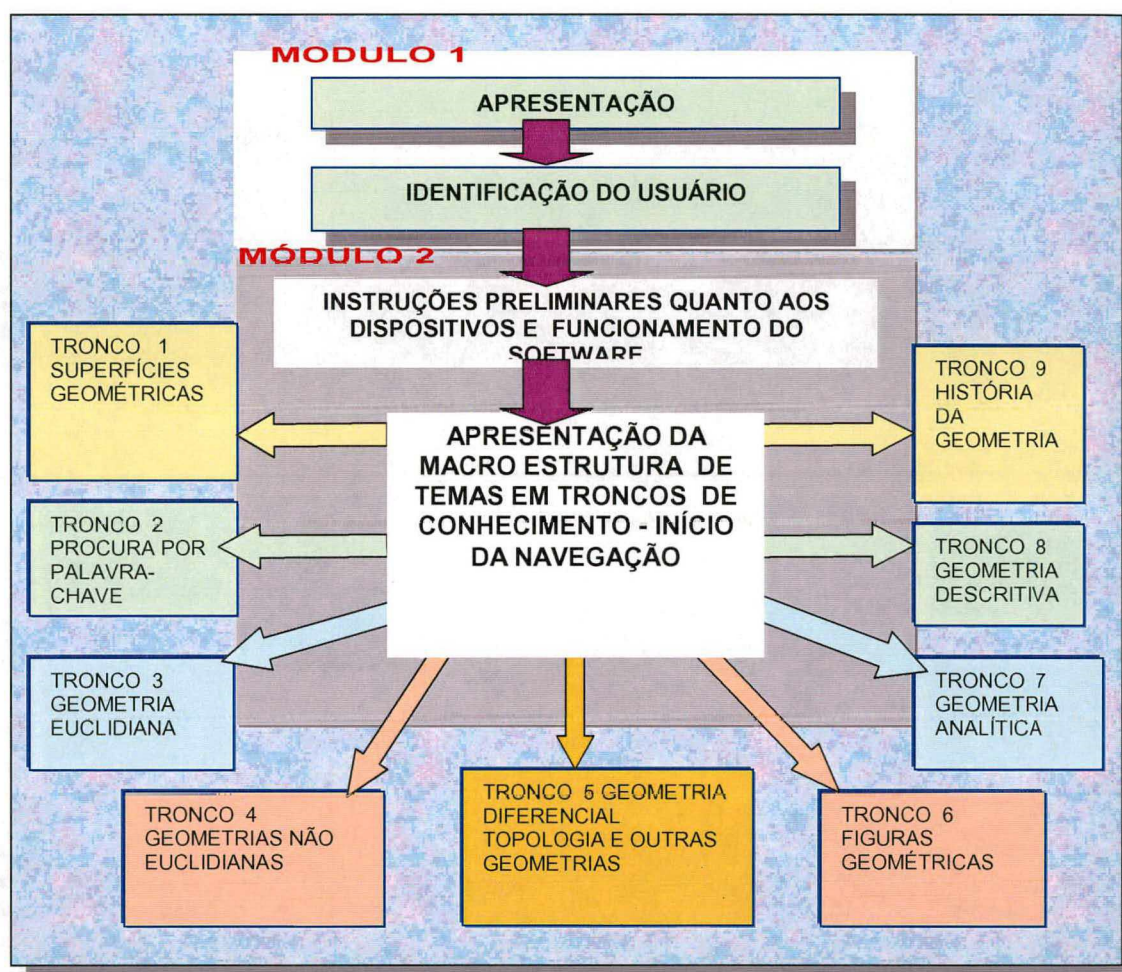 MODULO 1
APRESENTAÇÃO
IDENTIFICAÇÃO DO USUÁRIO
MÓDULO 2
INSTRUÇÕES PRELIMINARES QUANTO AOS
DISPOSITIVOS E FUNCIONAMENTO DO
SOFTWARE
APRESENTAÇÃO DA
MACRO ESTRUTURA DE
TEMAS EM TRONCOS DE
CONHECIMENTO - INÍCIO
DA NAVEGAÇÃO
TRONCO 1
SUPERFÍCIES
GEOMÉTRICAS
TRONCO 2
PROCURA POR
PALAVRA-
CHAVE
TRONCO 3
GEOMETRIA
EUCLIDIANA
TRONCO 4
GEOMETRIAS NÃO
EUCLIDIANAS
TRONCO 5 GEOMETRIA
DIFERENCIAL
TOPOLOGIA E OUTRAS
GEOMETRIAS
TRONCO 6
FIGURAS
GEOMÉTRICAS
TRONCO 7
GEOMETRIA
ANALÍTICA
TRONCO 8
GEOMETRIA
DESCRITIVA
TRONCO 9
HISTÓRIA
DA
GEOMETRIA